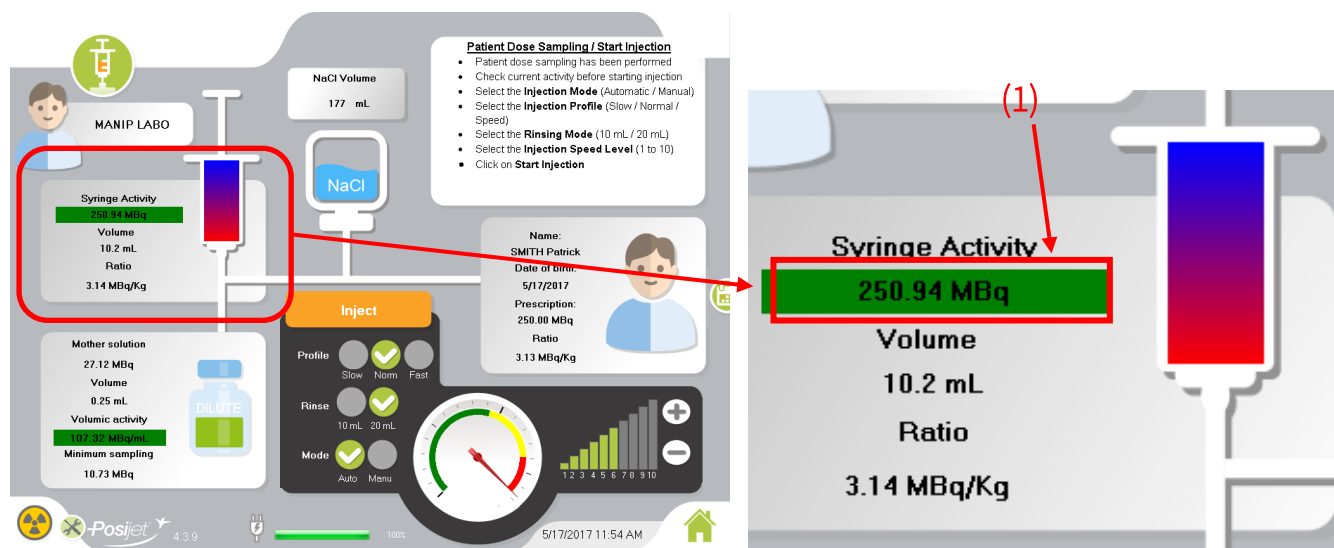 E
MANIP LABO
NaCl Volume
177 mL
NaCl
Patient Dose Sampling / Start Injection
• Patient dose sampling has been performed
• Check current activity before starting injection
• Select the Injection Mode (Automatic / Manual)
• Select the Injection Profile (Slow / Normal /
Speed)
• Select the Rinsing Mode (10 mL / 20 mL)
• Select the Injection Speed Level (1 to 10)
• Click on Start Injection
Syringe Activity
250.94 MBq
Volume
10.2 mL
Ratio
3.14 MBq/Kg
Name:
SMITH Patrick
Date of birth:
5/17/2017
Prescription:
250.00 MBq
Ratio
3.13 MBq/Kg
Mother solution
27.12 MBq
Volume
0.25 mL
Volumic activity
107.32 MBq/mL
Minimum sampling
10.73 MBq
DILUTE
Inject
Profile
Slow Norm Fast
Rinse
10 mL 20 mL
Mode
Auto Manu
1 2 3 4 5 6 7 8 9 10
Posijet
4.3.9
100%
5/17/2017 11:54 AM
(1)
Syringe Activity
250.94 MBq
Volume
10.2 mL
Ratio
3.14 MBq/Kg